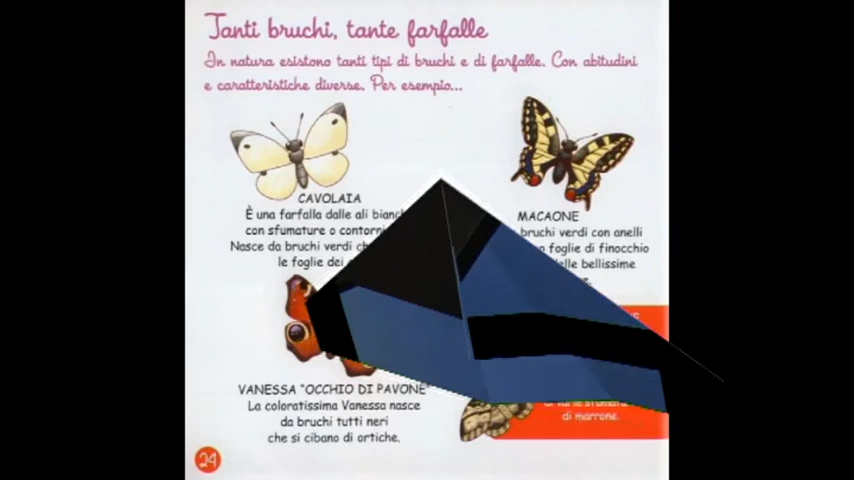 Tanti bruchi, tante farfalle
In natura esistono tanti tipi di bruchi e di farfalle. Con abitudini
e caratteristiche diverse. Per esempio...
CAVOLAIA
È una farfalla dalle ali
con sfumature o contorni
Nasce da bruchi verdi
le foglie dei
MACAONE
bruchi verdi con anelli
foglie di finocchio
delle bellissime
VANESSA "OCCHIO DI PAVONE"
La coloratissima Vanessa nasce
da bruchi tutti neri
che si cibano di ortiche.
di marrone.
24